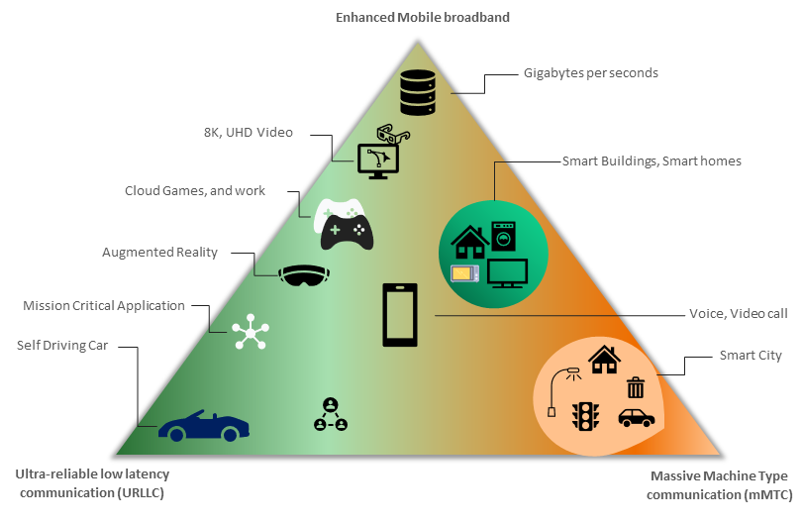 Enhanced Mobile broadband
Gigabytes per seconds
8K, UHD Video
Smart Buildings, Smart homes
Cloud Games, and work
Augmented Reality
Mission Critical Application
Voice, Video call
Self Driving Car
Smart City
Ultra-reliable low latency
communication (URLLC)
Massive Machine Type
communication (mMTC)